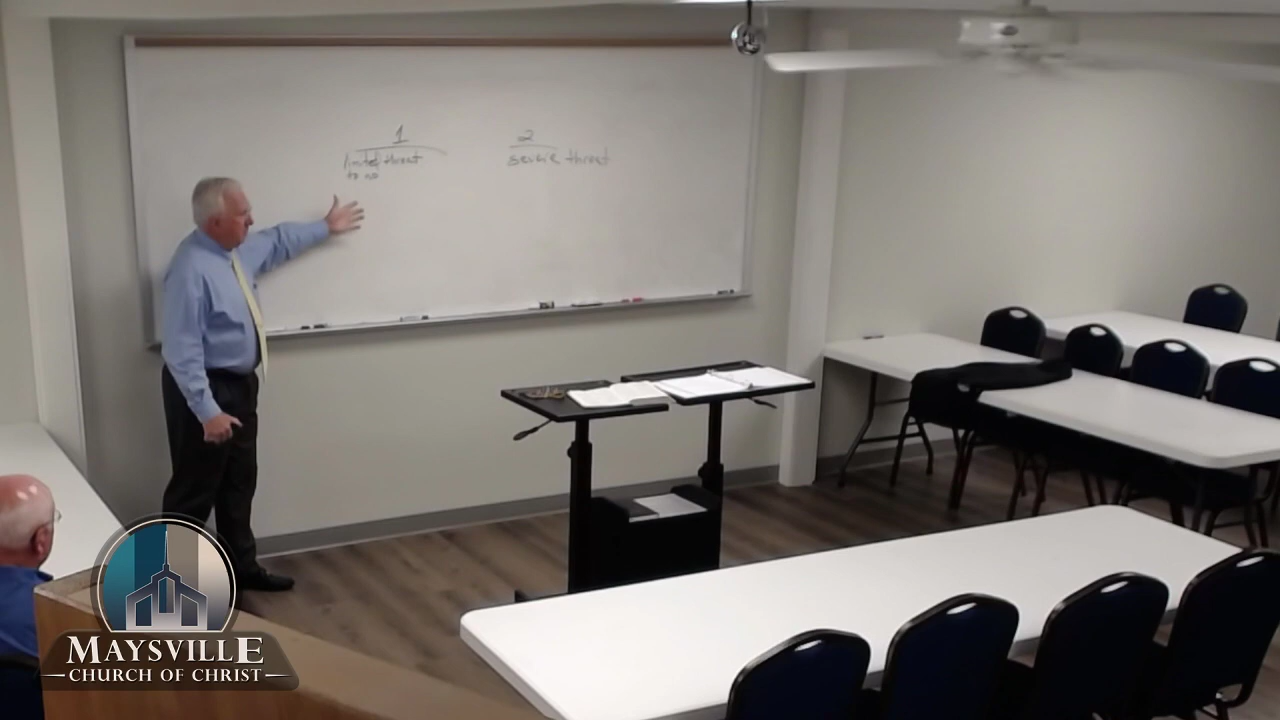 1
limited threat
to no
2
severe threat
MAYSVILLE
CHURCH OF CHRIST